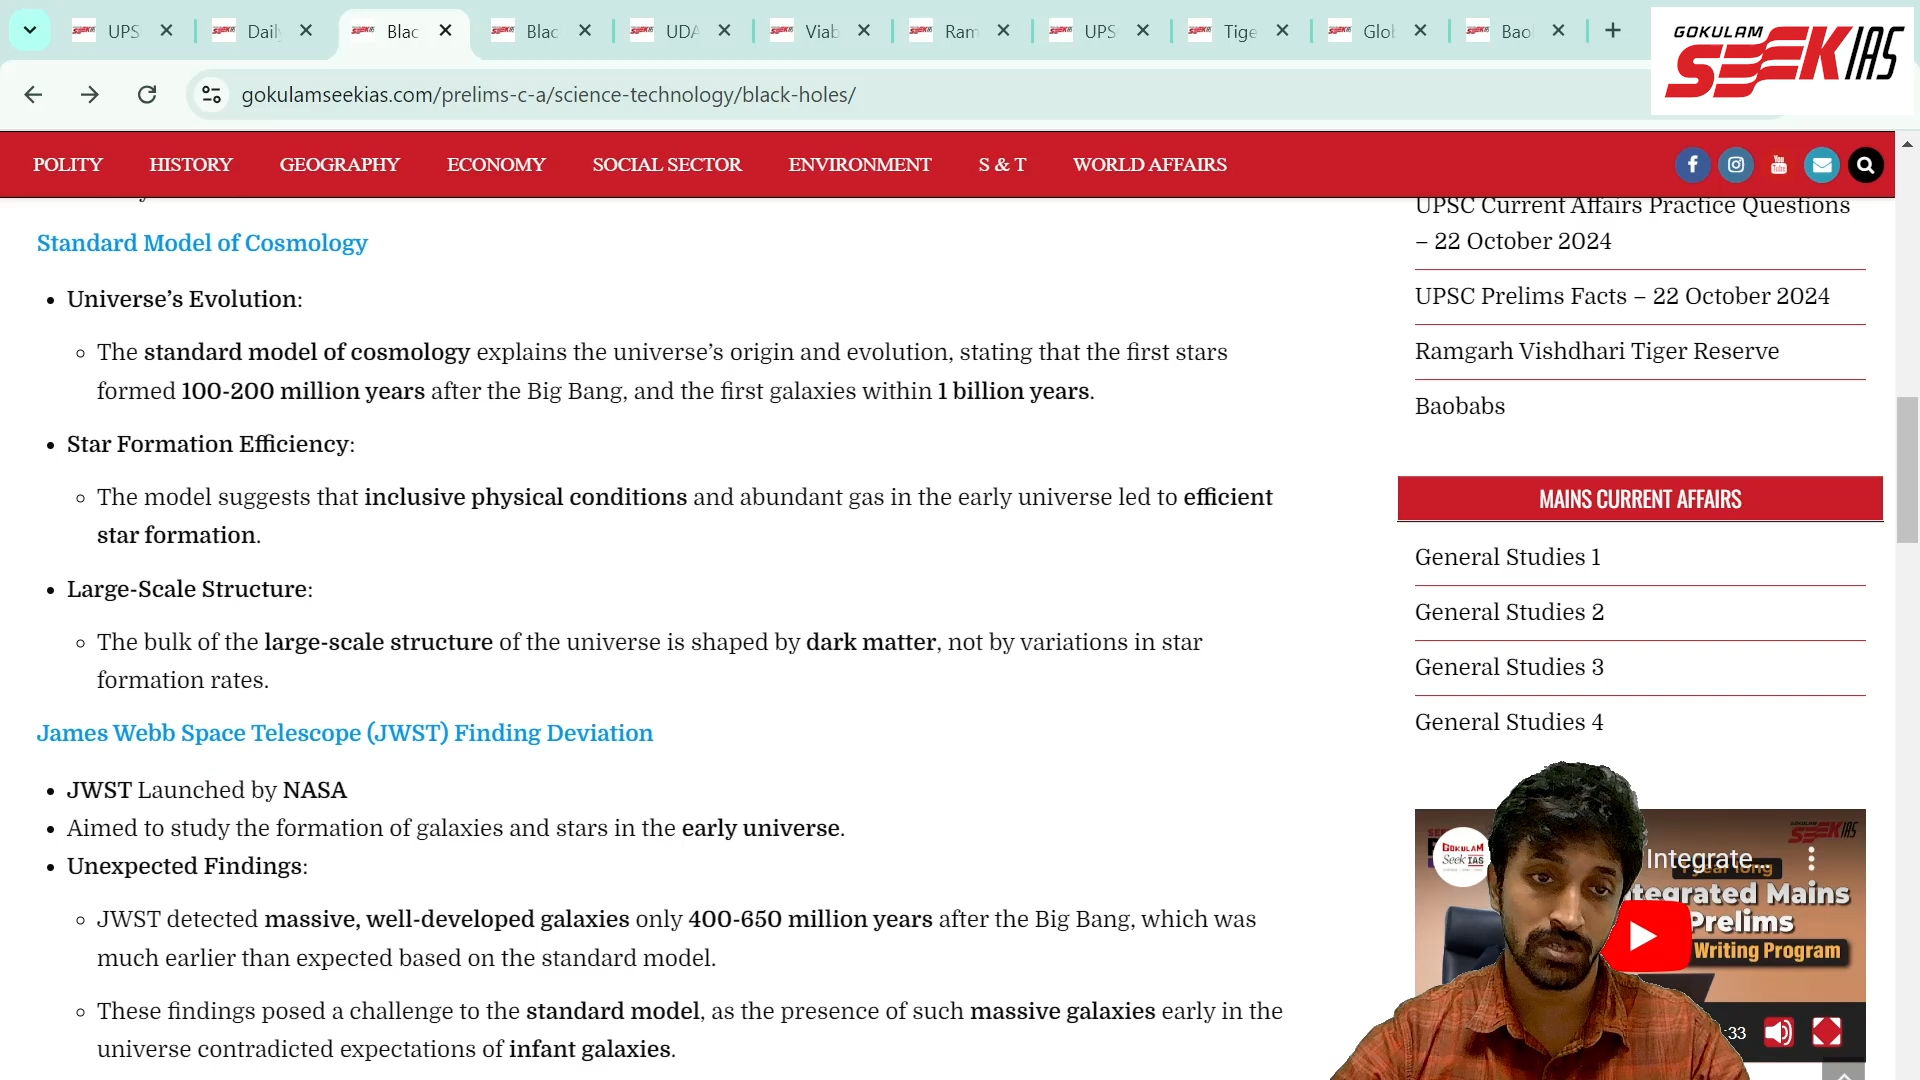 UPS
Daily
Blac
Blac
UDA
Viab
Ram
UPS
Tige
Glo
Bao
GOKULAM
SEEK IAS
gokulamseekias.com/prelims-c-a/science-technology/black-holes/
POLITY HISTORY GEOGRAPHY ECONOMY SOCIAL SECTOR ENVIRONMENT S & T WORLD AFFAIRS
Standard Model of Cosmology
• Universe’s Evolution:
◦ The standard model of cosmology explains the universe’s origin and evolution, stating that the first stars
formed 100-200 million years after the Big Bang, and the first galaxies within 1 billion years.
• Star Formation Efficiency:
◦ The model suggests that inclusive physical conditions and abundant gas in the early universe led to efficient
star formation.
• Large-Scale Structure:
◦ The bulk of the large-scale structure of the universe is shaped by dark matter, not by variations in star
formation rates.
James Webb Space Telescope (JWST) Finding Deviation
• JWST Launched by NASA
• Aimed to study the formation of galaxies and stars in the early universe.
• Unexpected Findings:
◦ JWST detected massive, well-developed galaxies only 400-650 million years after the Big Bang, which was
much earlier than expected based on the standard model.
◦ These findings posed a challenge to the standard model, as the presence of such massive galaxies early in the
universe contradicted expectations of infant galaxies.
UPSC Current Affairs Practice Questions
– 22 October 2024
UPSC Prelims Facts – 22 October 2024
Ramgarh Vishdhari Tiger Reserve
Baobabs
MAINS CURRENT AFFAIRS
General Studies 1
General Studies 2
General Studies 3
General Studies 4
GOKULAM
Seek IAS
SEEK IAS
Integrate...
year long
tegrated Mains
Prelims
Writing Program
:33